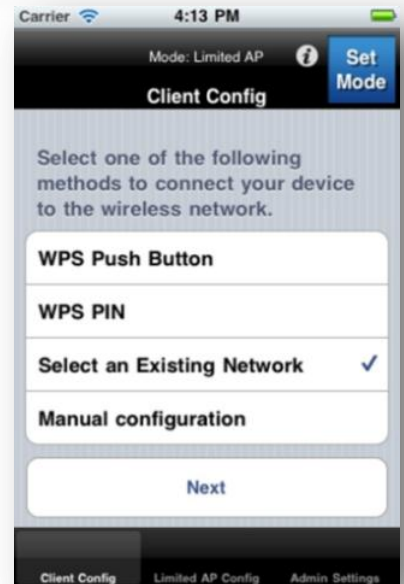 Carrier 4:13 PM
Mode: Limited AP
Set
Mode
Client Config
Select one of the following
methods to connect your device
to the wireless network.
WPS Push Button
WPS PIN
Select an Existing Network
Manual configuration
Next
Client Config Limited AP Config Admin Settings